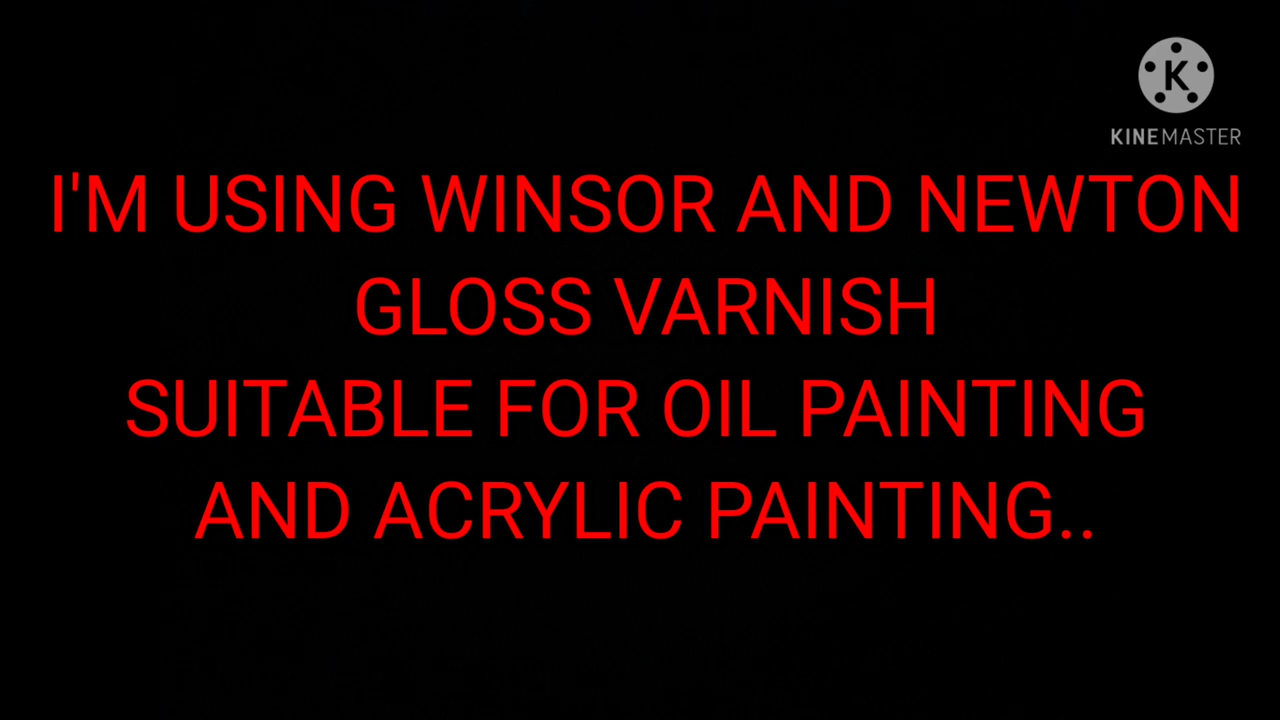 K
KINEMASTER
I'M USING WINSOR AND NEWTON
GLOSS VARNISH
SUITABLE FOR OIL PAINTING
AND ACRYLIC PAINTING..